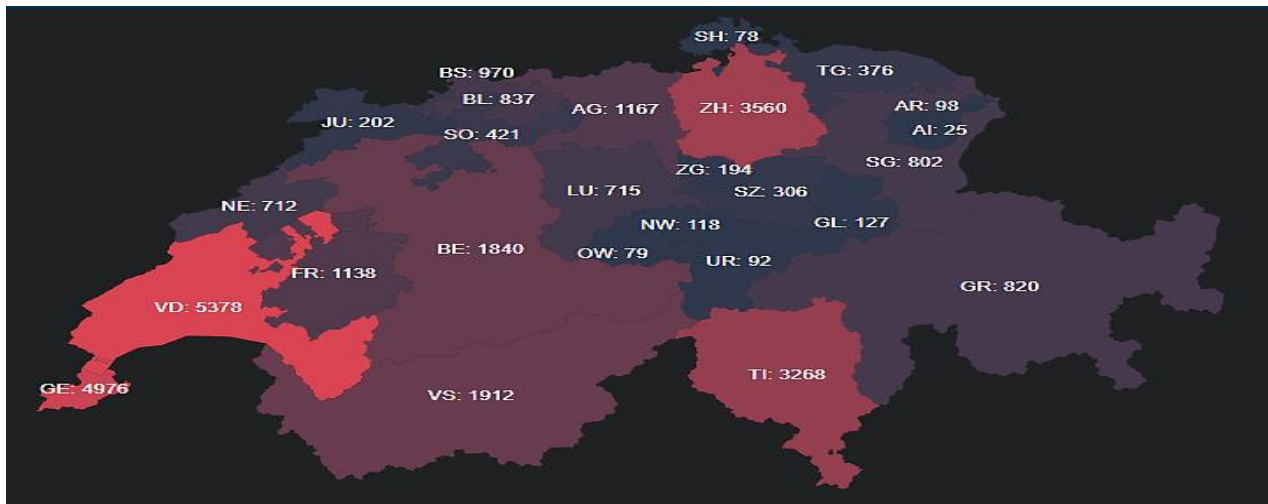 SH: 78
BS: 970
TG: 376
BL: 837
AG: 1167
ZH: 3560
AR: 98
JU: 202
SO: 421
AI: 25
ZG: 194
SG: 802
LU: 715
SZ: 306
NE: 712
NW: 118
GL: 127
BE: 1840
OW: 79
UR: 92
FR: 1138
GR: 820
VD: 5378
TI: 3268
GE: 4976
VS: 1912